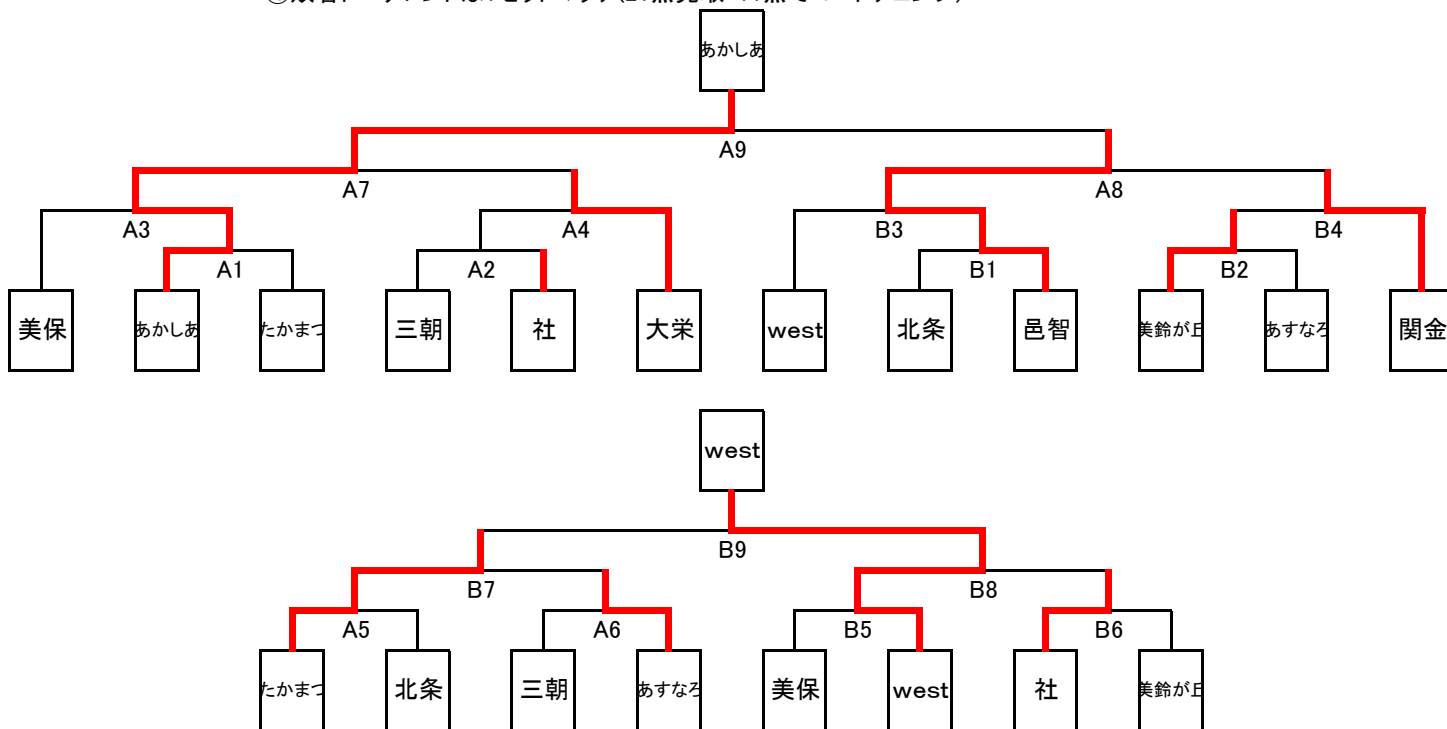 あかしあ
A9
A7
A8
A3
A4
B3
B4
A1
A2
B1
B2
美保
あかしあ
たかまつ
三朝
社
大栄
west
北条
邑智
美鈴が丘
あすなろ
関金
west
B9
B7
B8
A5
A6
B5
B6
たかまつ
北条
三朝
あすなろ
美保
west
社
美鈴が丘